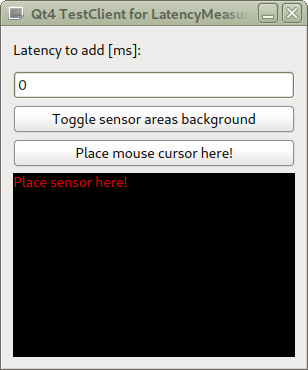 Qt4 TestClient for LatencyMeasu
Latency to add [ms]:
0
Toggle sensor areas background
Place mouse cursor here!
Place sensor here!